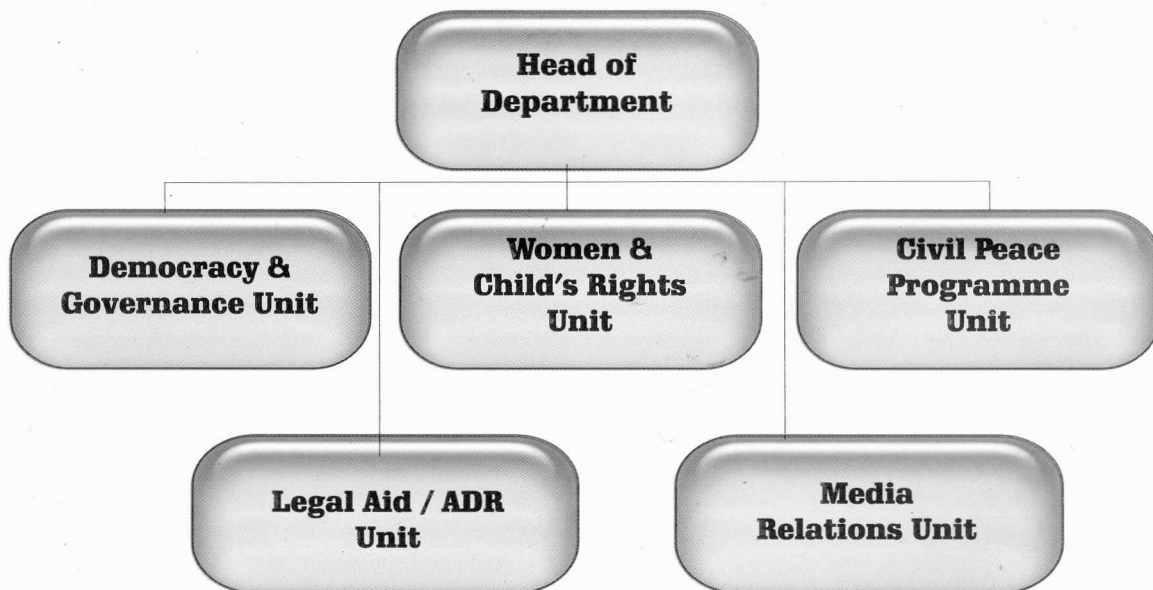 Head of
Department
Democracy &
Governance Unit
Women &
Child's Rights
Unit
Civil Peace
Programme
Unit
Legal Aid / ADR
Unit
Media
Relations Unit